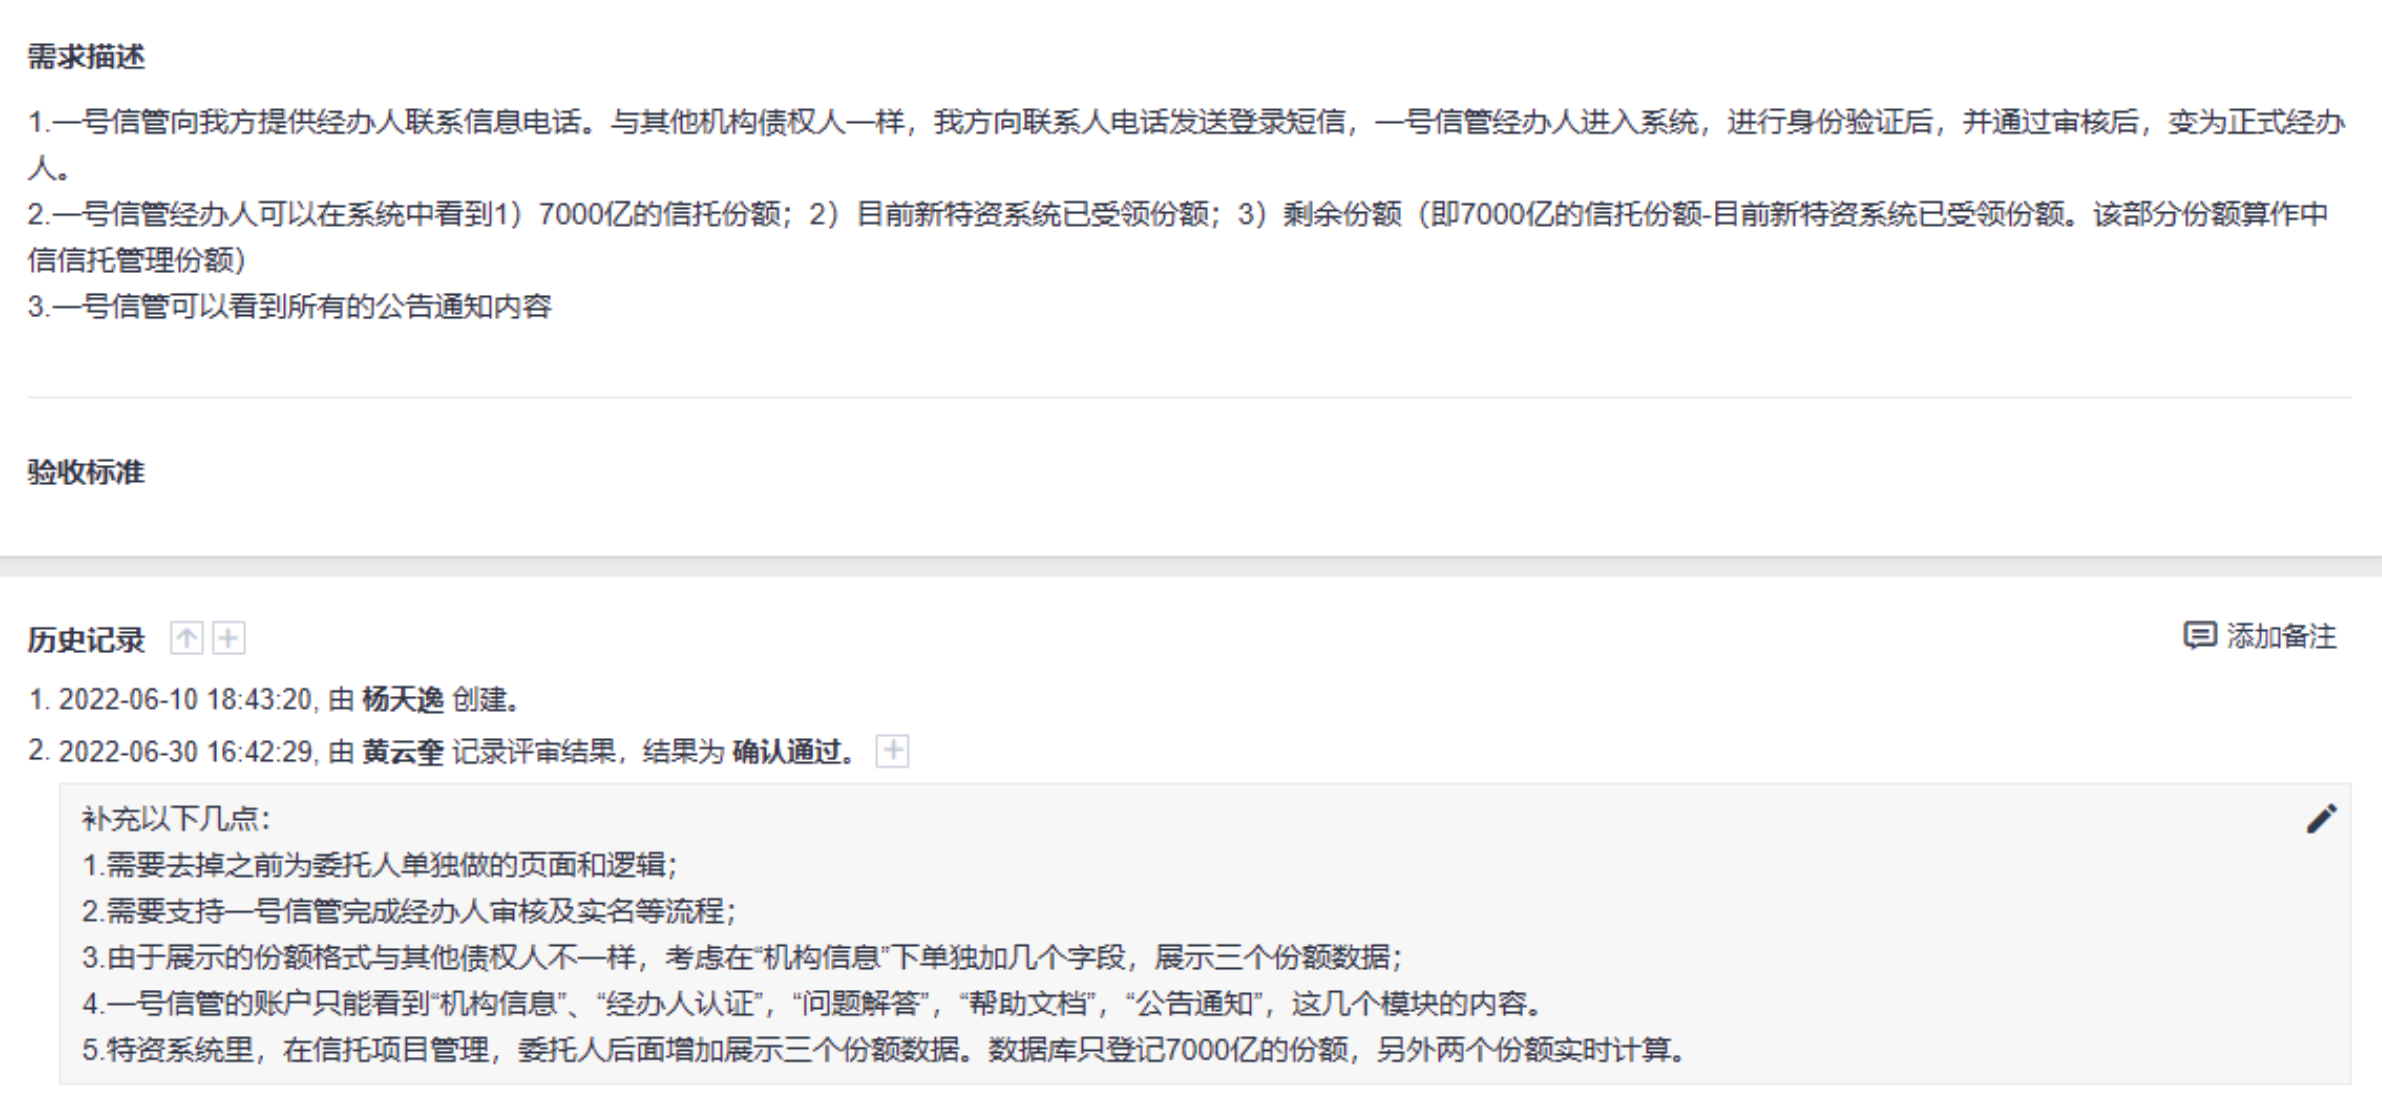 需求描述
1.一号信管向我方提供经办人联系信息电话。与其他机构债权人一样，我方向联系人电话发送登录短信，一号信管经办人进入系统，进行身份验证后，并通过审核后，变为正式经办
人。
2.一号信管经办人可以在系统中看到1）7000亿的信托份额；2）目前新特资系统已受领份额；3）剩余份额（即7000亿的信托份额-目前新特资系统已受领份额。该部分份额算作中
信信托管理份额）
3.一号信管可以看到所有的公告通知内容
验收标准
历史记录
添加备注
1. 2022-06-10 18:43:20, 由 杨天逸 创建。
2. 2022-06-30 16:42:29, 由 黄云奎 记录评审结果，结果为 确认通过。
补充以下几点：
1.需要去掉之前为委托人单独做的页面和逻辑；
2.需要支持一号信管完成经办人审核及实名等流程；
3.由于展示的份额格式与其他债权人不一样，考虑在“机构信息”下单独加几个字段，展示三个份额数据；
4.一号信管的账户只能看到“机构信息”、“经办人认证”，“问题解答”，“帮助文档”，“公告通知”，这几个模块的内容。
5.特资系统里，在信托项目管理，委托人后面增加展示三个份额数据。数据库只登记7000亿的份额，另外两个份额实时计算。